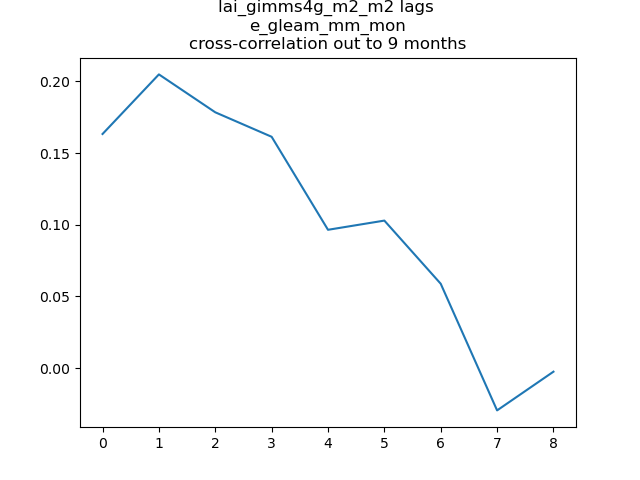 lai_gimms4g_m2_m2 lags
e_gleam_mm_mon
cross-correlation out to 9 months
0.20
0.15
0.10
0.05
0.00
0 1 2 3 4 5 6 7 8